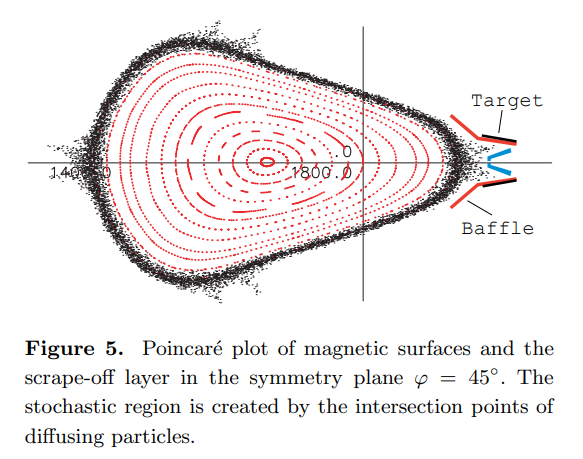 Target
0
1800 0
Baffle
Figure 5. Poincaré plot of magnetic surfaces and the
scrape-off layer in the symmetry plane φ = 45°. The
stochastic region is created by the intersection points of
diffusing particles.